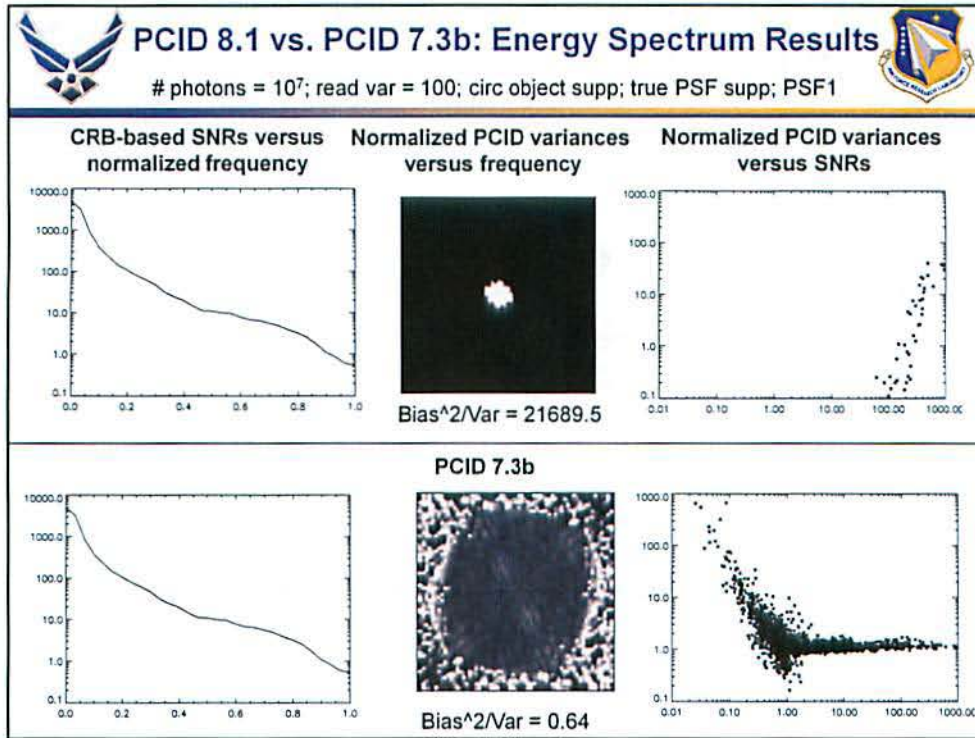 PCID 8.1 vs. PCID 7.3b: Energy Spectrum Results
# photons = 10⁷; read var = 100; circ object supp; true PSF supp; PSF1
AIR FORCE RESEARCH LABORATORY
CRB-based SNRs versus
normalized frequency
Normalized PCID variances
versus frequency
Normalized PCID variances
versus SNRs
10000.0
1000.0
100.0
10.0
1.0
0.1
0.0 0.2 0.4 0.6 0.8 1.0
Bias^2/Var = 21689.5
1000.0
100.0
10.0
1.0
0.1
0.01 0.10 1.00 10.00 100.00 1000.00
PCID 7.3b
10000.0
1000.0
100.0
10.0
1.0
0.1
0.0 0.2 0.4 0.6 0.8 1.0
Bias^2/Var = 0.64
1000.0
100.0
10.0
1.0
0.1
0.01 0.10 1.00 10.00 100.00 1000.00